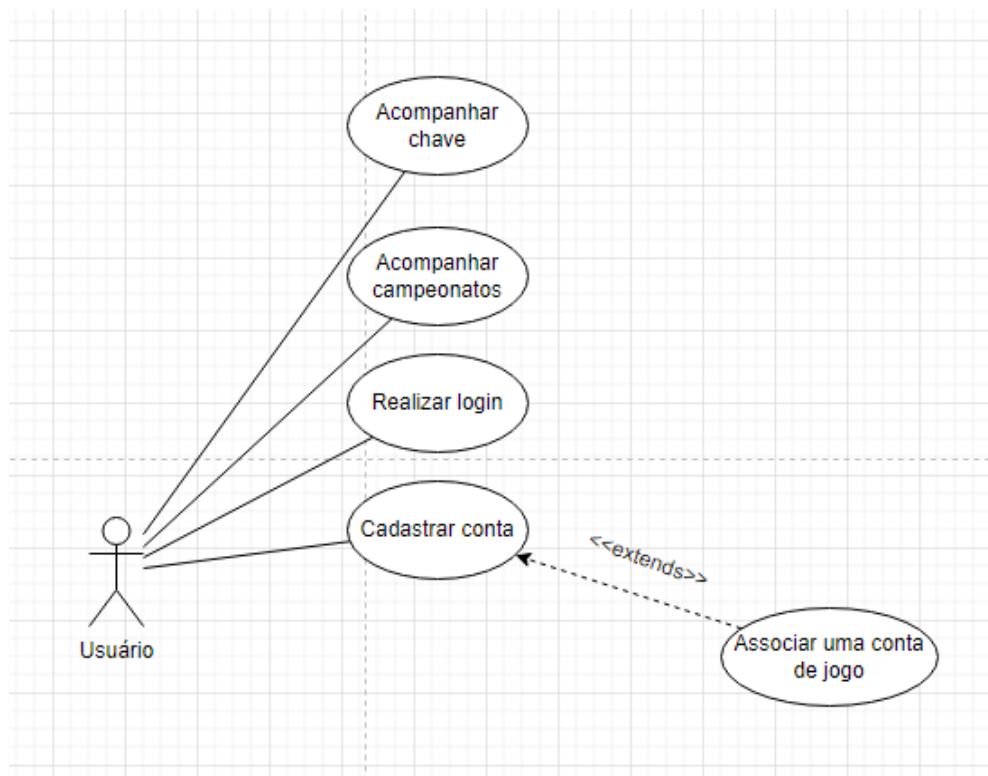 Acompanhar
chave
Acompanhar
campeonatos
Realizar login
Cadastrar conta
<<extends>>
Usuário
Associar uma conta
de jogo